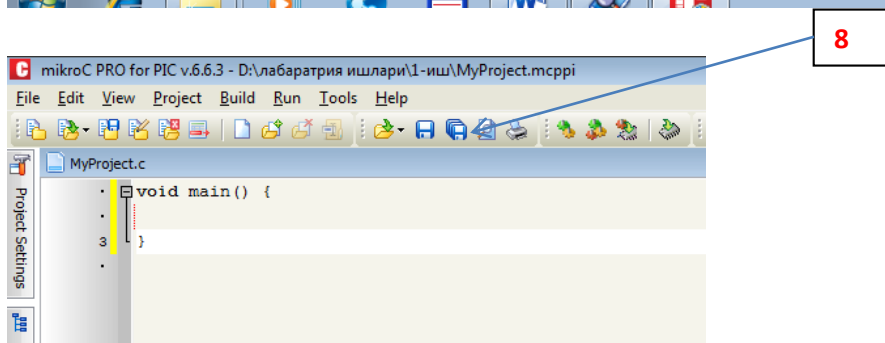 8
mikroC PRO for PIC v.6.6.3 - D:\лабаратрия ишлари\1-иш\MyProject.mcppi
File Edit View Project Build Run Tools Help
MyProject.c
void main() {
3 }
Project Settings